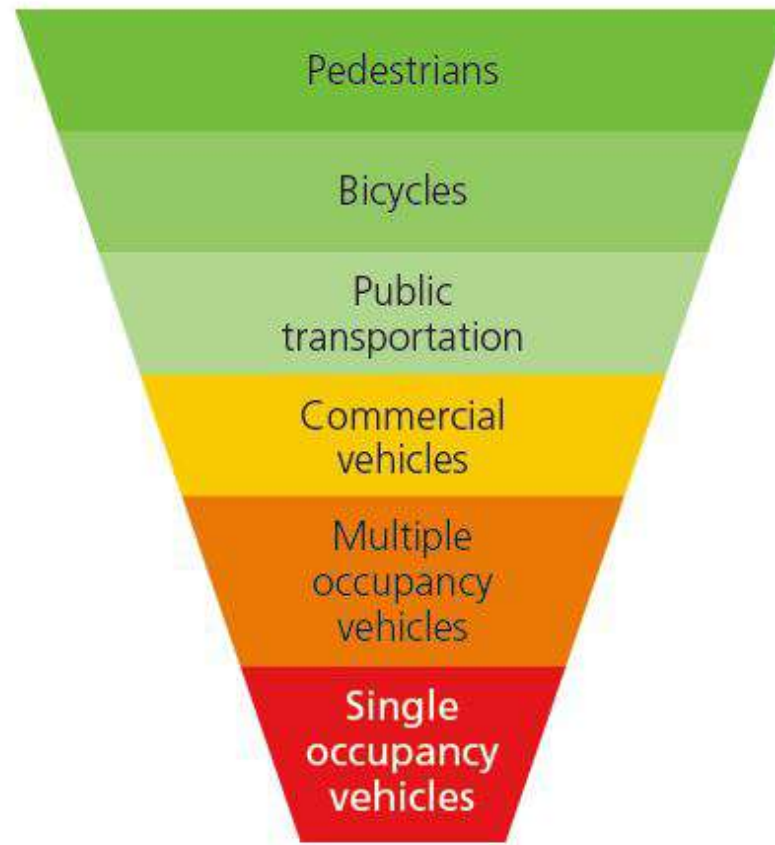 Pedestrians
Bicycles
Public
transportation
Commercial
vehicles
Multiple
occupancy
vehicles
Single
occupancy
vehicles